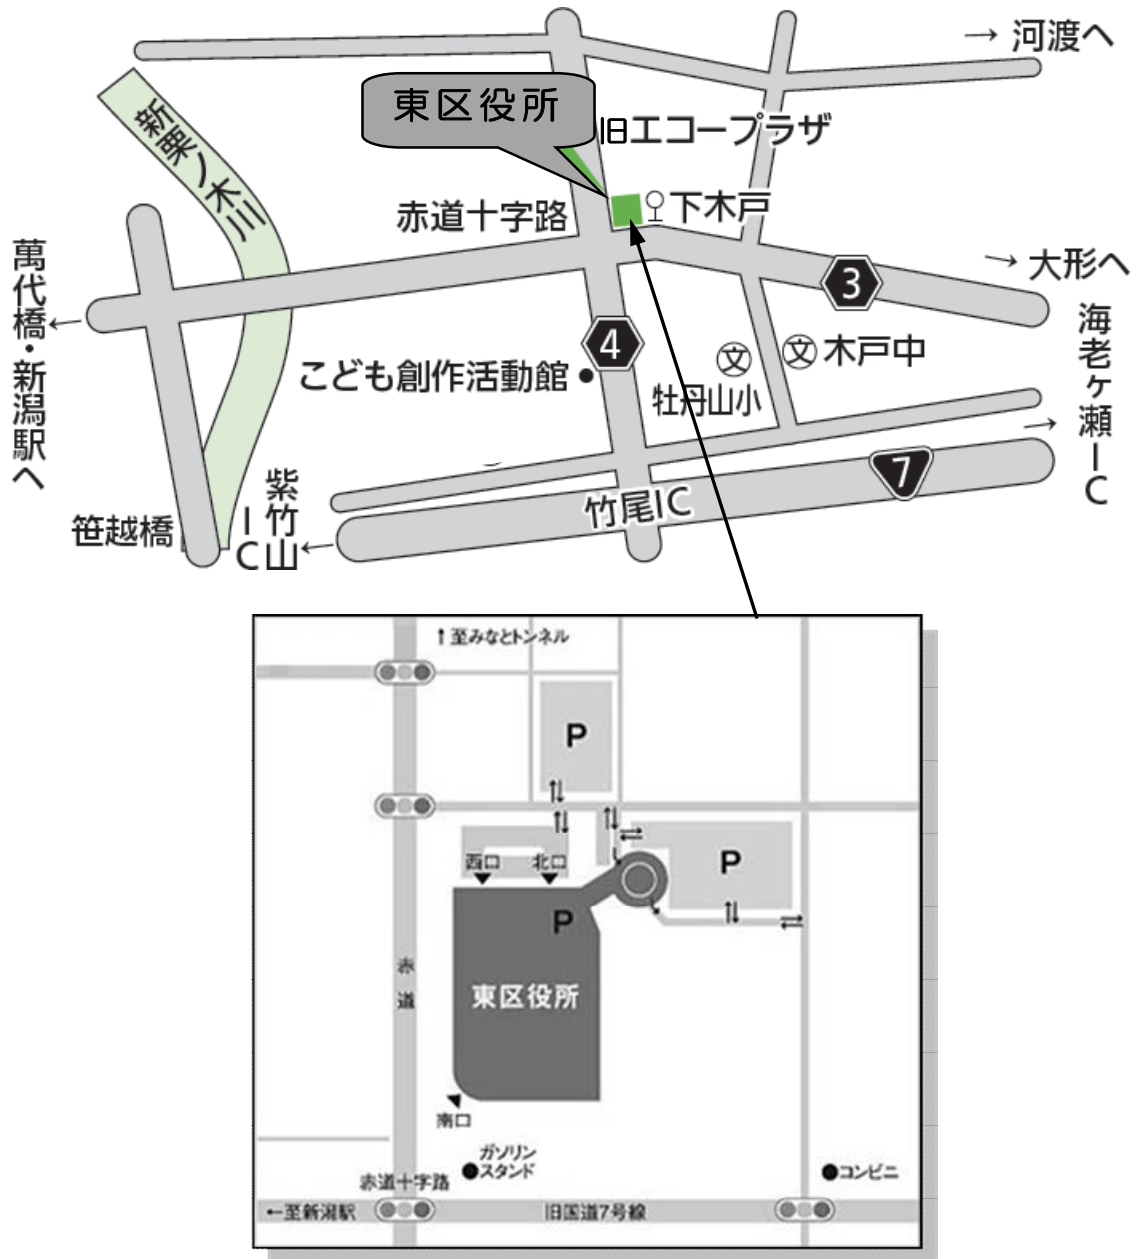 → 河渡へ
東区役所
旧エコープラザ
新栗ノ木川
赤道十字路
下木戸
萬代橋・新潟駅へ
←
→ 大形へ
3
4
こども創作活動館
文
牡丹山小
文 木戸中
海老ヶ瀬IC
→
7
竹尾IC
紫竹山IC
←
笹越橋
↑至みなとトンネル
P
P
西口
北口
P
東区役所
赤道
南口
ガソリンスタンド
コンビニ
赤道十字路
←至新潟駅
旧国道7号線